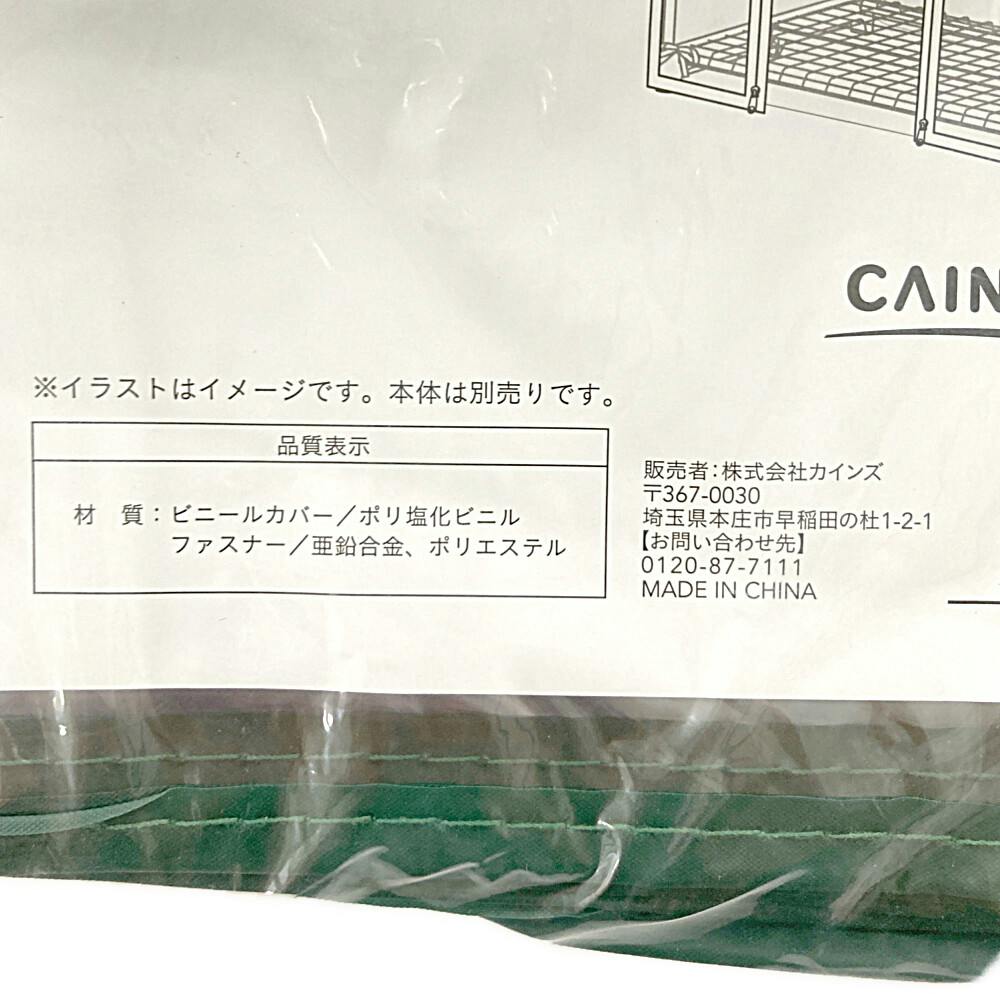 CAIN
※イラストはイメージです。本体は別売りです。
品質表示
材　質：ビニールカバー／ポリ塩化ビニル
ファスナー／亜鉛合金、ポリエステル
販売者：株式会社カインズ
〒367-0030
埼玉県本庄市早稲田の杜1-2-1
【お問い合わせ先】
0120-87-7111
MADE IN CHINA